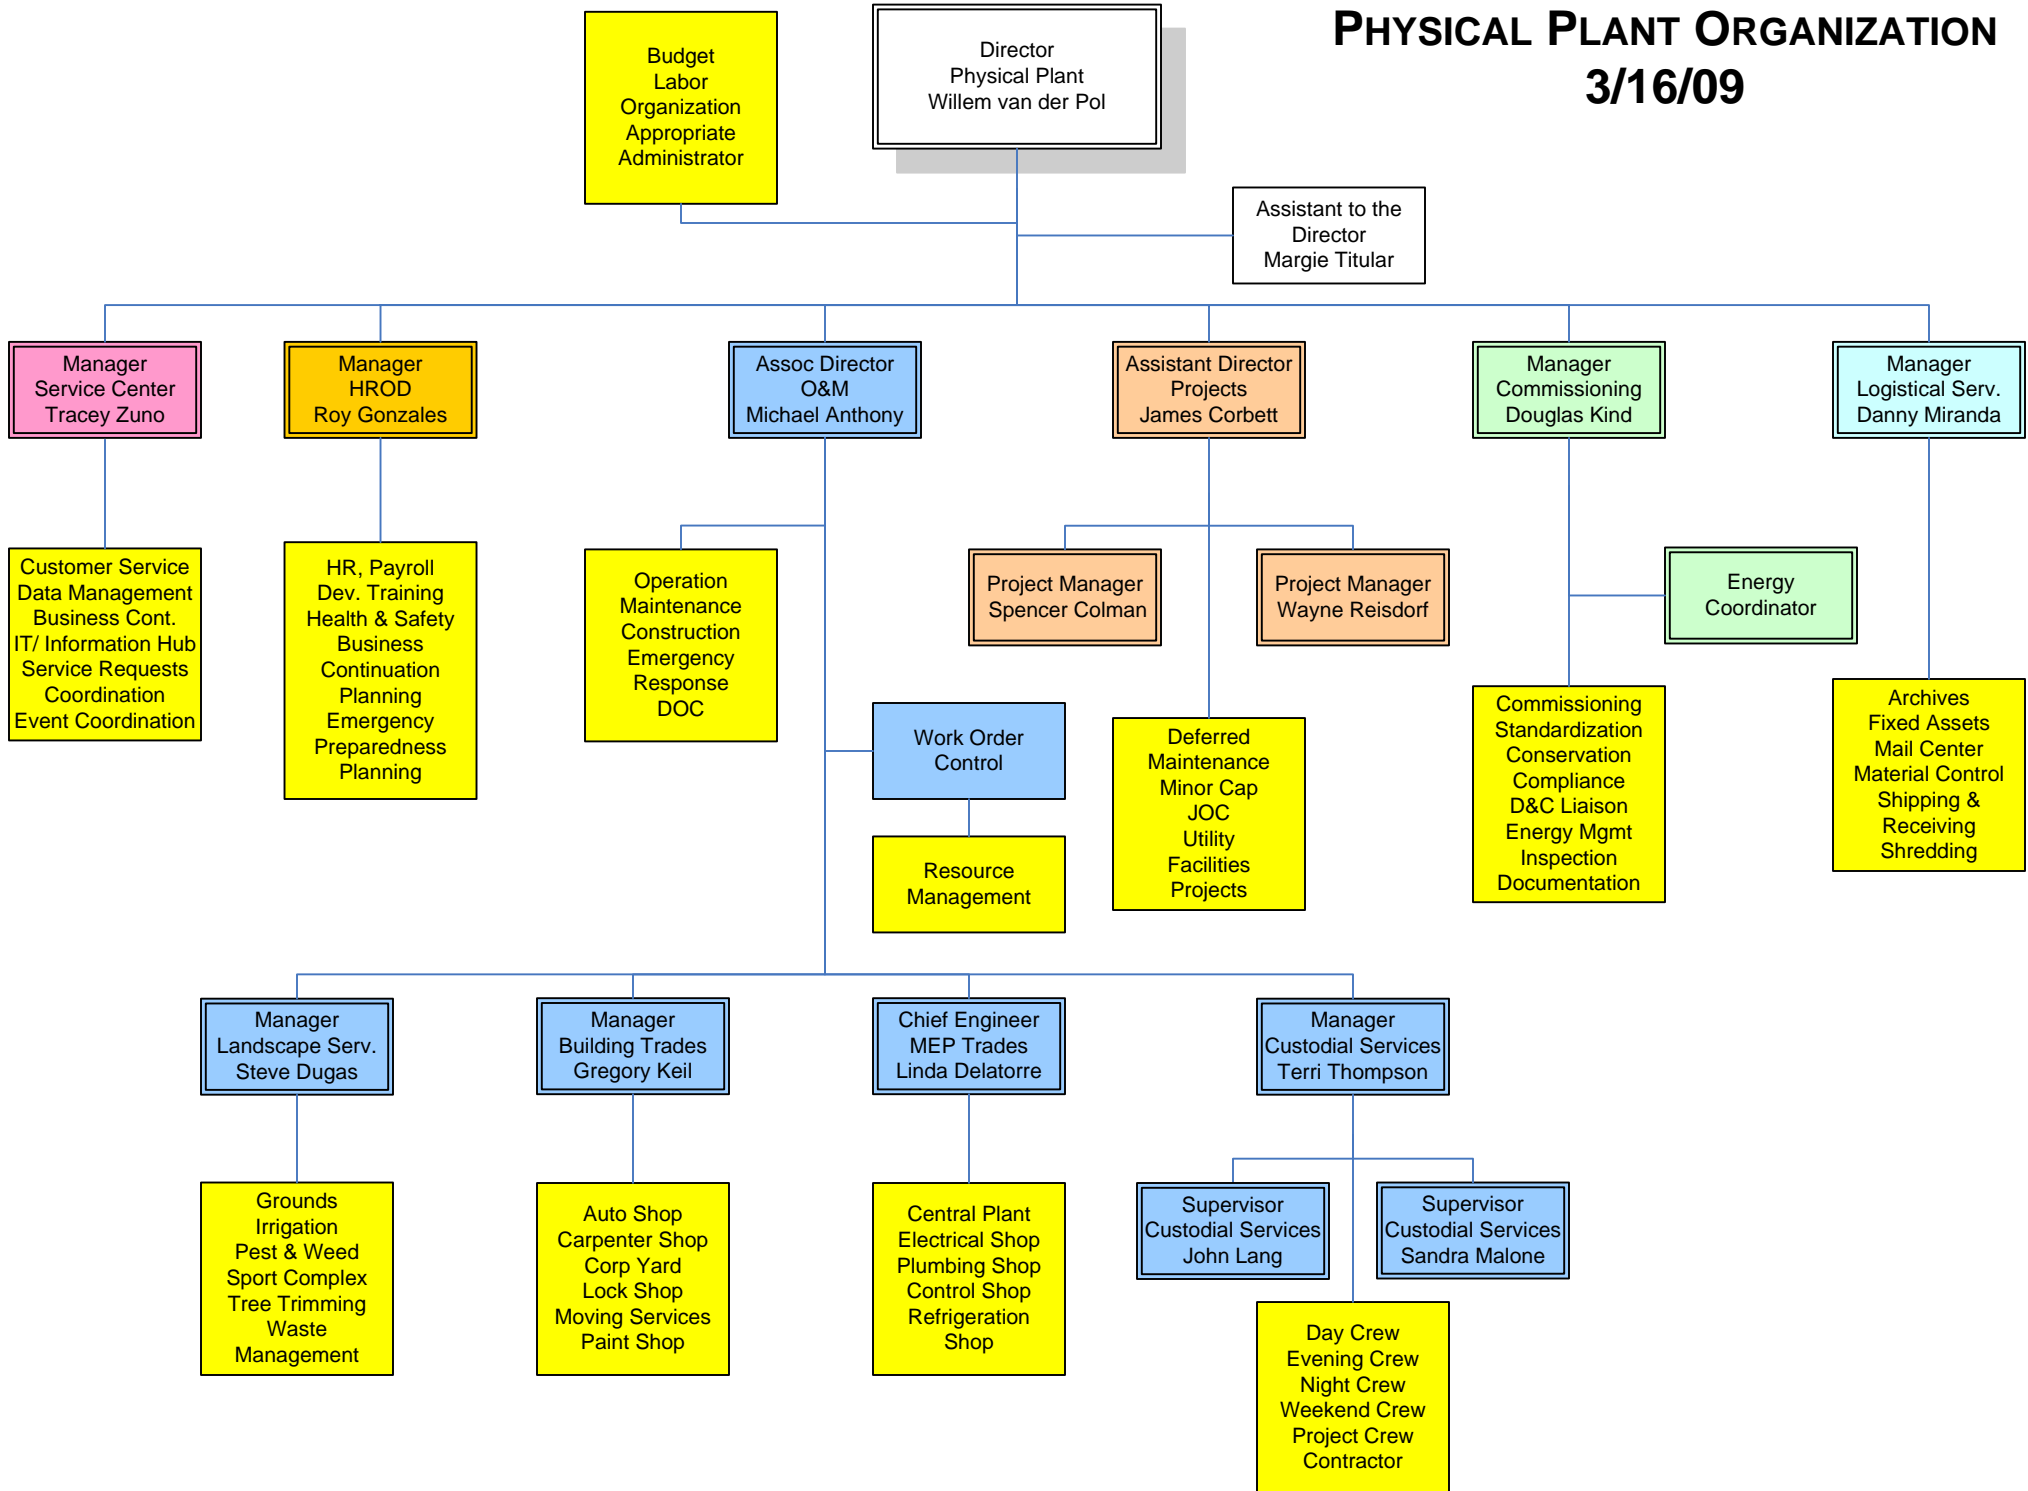 PHYSICAL PLANT ORGANIZATION
3/16/09
Budget
Labor
Organization
Appropriate
Administrator
Director
Physical Plant
Willem van der Pol
Assistant to the
Director
Margie Titular
Manager
Service Center
Tracey Zuno
Manager
HROD
Roy Gonzales
Assoc Director
O&M
Michael Anthony
Assistant Director
Projects
James Corbett
Manager
Commissioning
Douglas Kind
Manager
Logistical Serv.
Danny Miranda
Customer Service
Data Management
Business Cont.
IT/ Information Hub
Service Requests
Coordination
Event Coordination
HR, Payroll
Dev. Training
Health & Safety
Business
Continuation
Planning
Emergency
Preparedness
Planning
Operation
Maintenance
Construction
Emergency
Response
DOC
Project Manager
Spencer Colman
Project Manager
Wayne Reisdorf
Energy
Coordinator
Work Order
Control
Resource
Management
Deferred
Maintenance
Minor Cap
JOC
Utility
Facilities
Projects
Commissioning
Standardization
Conservation
Compliance
D&C Liaison
Energy Mgmt
Inspection
Documentation
Archives
Fixed Assets
Mail Center
Material Control
Shipping &
Receiving
Shredding
Manager
Landscape Serv.
Steve Dugas
Manager
Building Trades
Gregory Keil
Chief Engineer
MEP Trades
Linda Delatorre
Manager
Custodial Services
Terri Thompson
Grounds
Irrigation
Pest & Weed
Sport Complex
Tree Trimming
Waste
Management
Auto Shop
Carpenter Shop
Corp Yard
Lock Shop
Moving Services
Paint Shop
Central Plant
Electrical Shop
Plumbing Shop
Control Shop
Refrigeration
Shop
Supervisor
Custodial Services
John Lang
Supervisor
Custodial Services
Sandra Malone
Day Crew
Evening Crew
Night Crew
Weekend Crew
Project Crew
Contractor